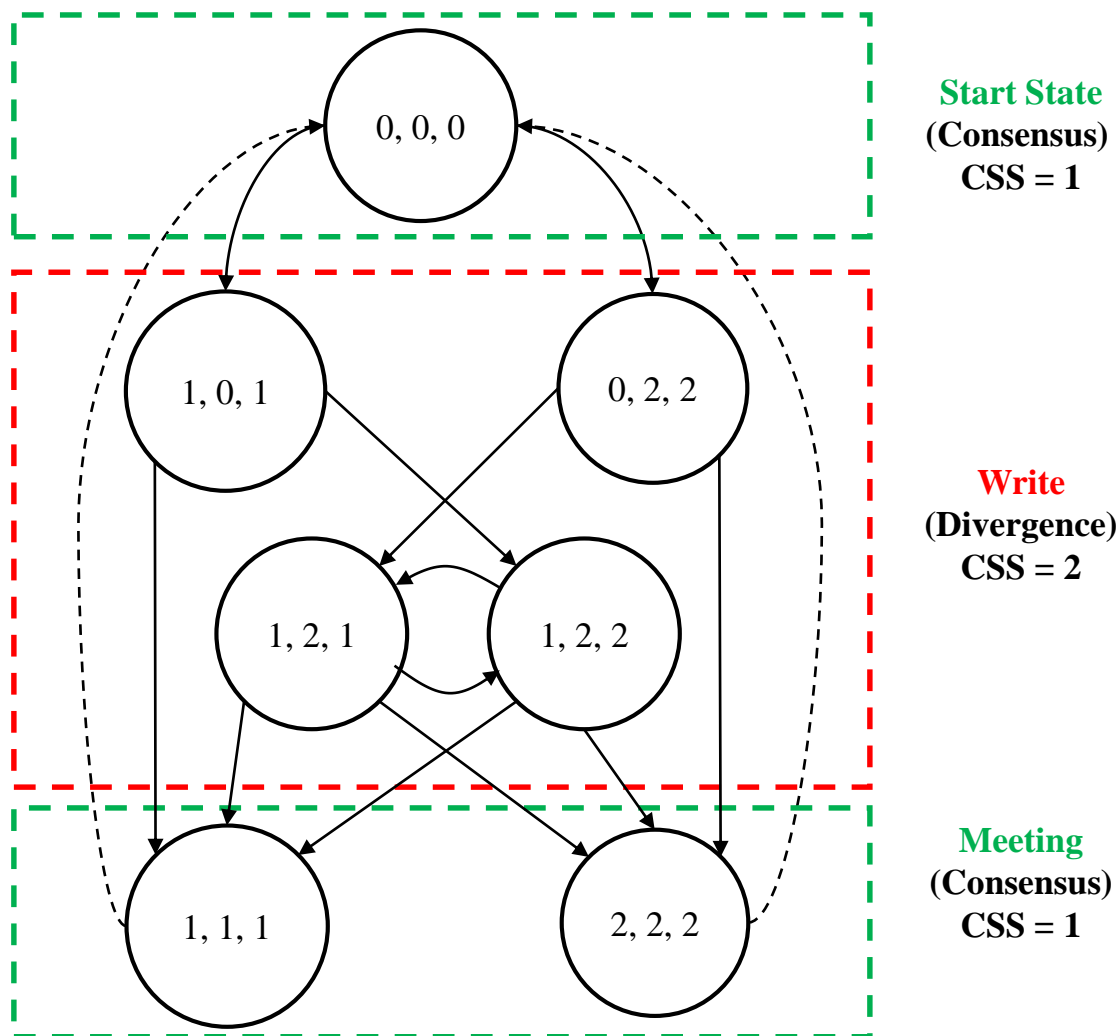 0, 0, 0
Start State
(Consensus)
CSS = 1
1, 0, 1
0, 2, 2
Write
(Divergence)
CSS = 2
1, 2, 1
1, 2, 2
Meeting
(Consensus)
CSS = 1
1, 1, 1
2, 2, 2